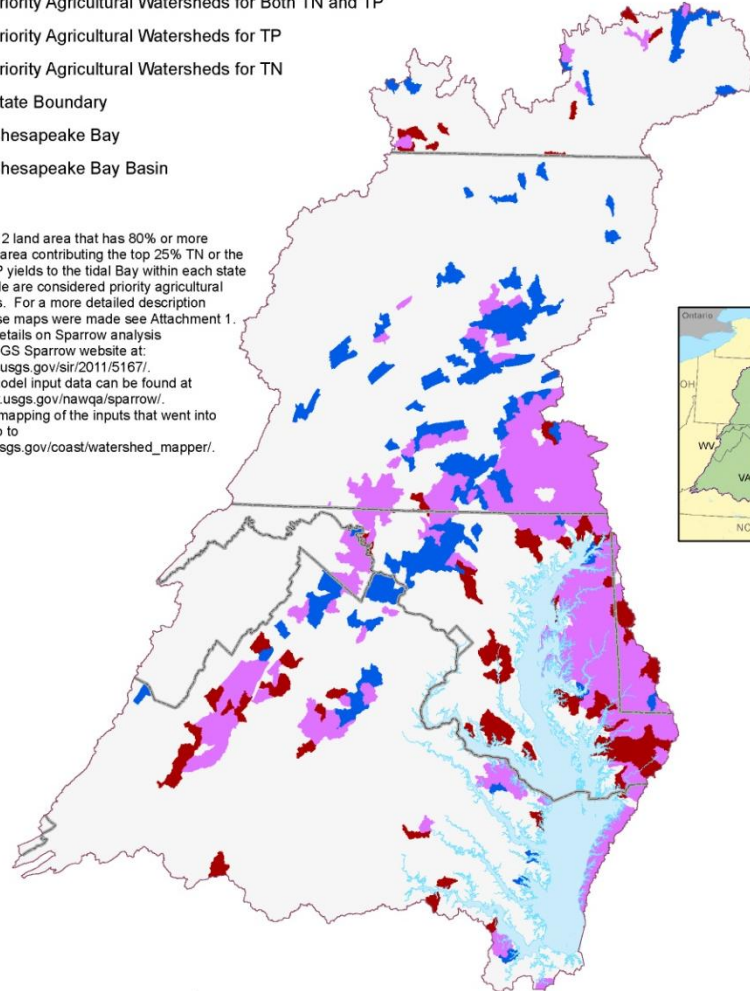 riority Agricultural Watersheds for Both TN and TP
riority Agricultural Watersheds for TP
riority Agricultural Watersheds for TN
tate Boundary
hesapeake Bay
hesapeake Bay Basin
2 land area that has 80% or more
area contributing the top 25% TN or the
P yields to the tidal Bay within each state
le are considered priority agricultural
s. For a more detailed description
se maps were made see Attachment 1.
etails on Sparrow analysis
GS Sparrow website at:
.usgs.gov/sir/2011/5167/.
odel input data can be found at
.usgs.gov/nawqa/sparrow/.
mapping of the inputs that went into
o to
sgs.gov/coast/watershed_mapper/.
Ontario
OH
WV
VA
NC